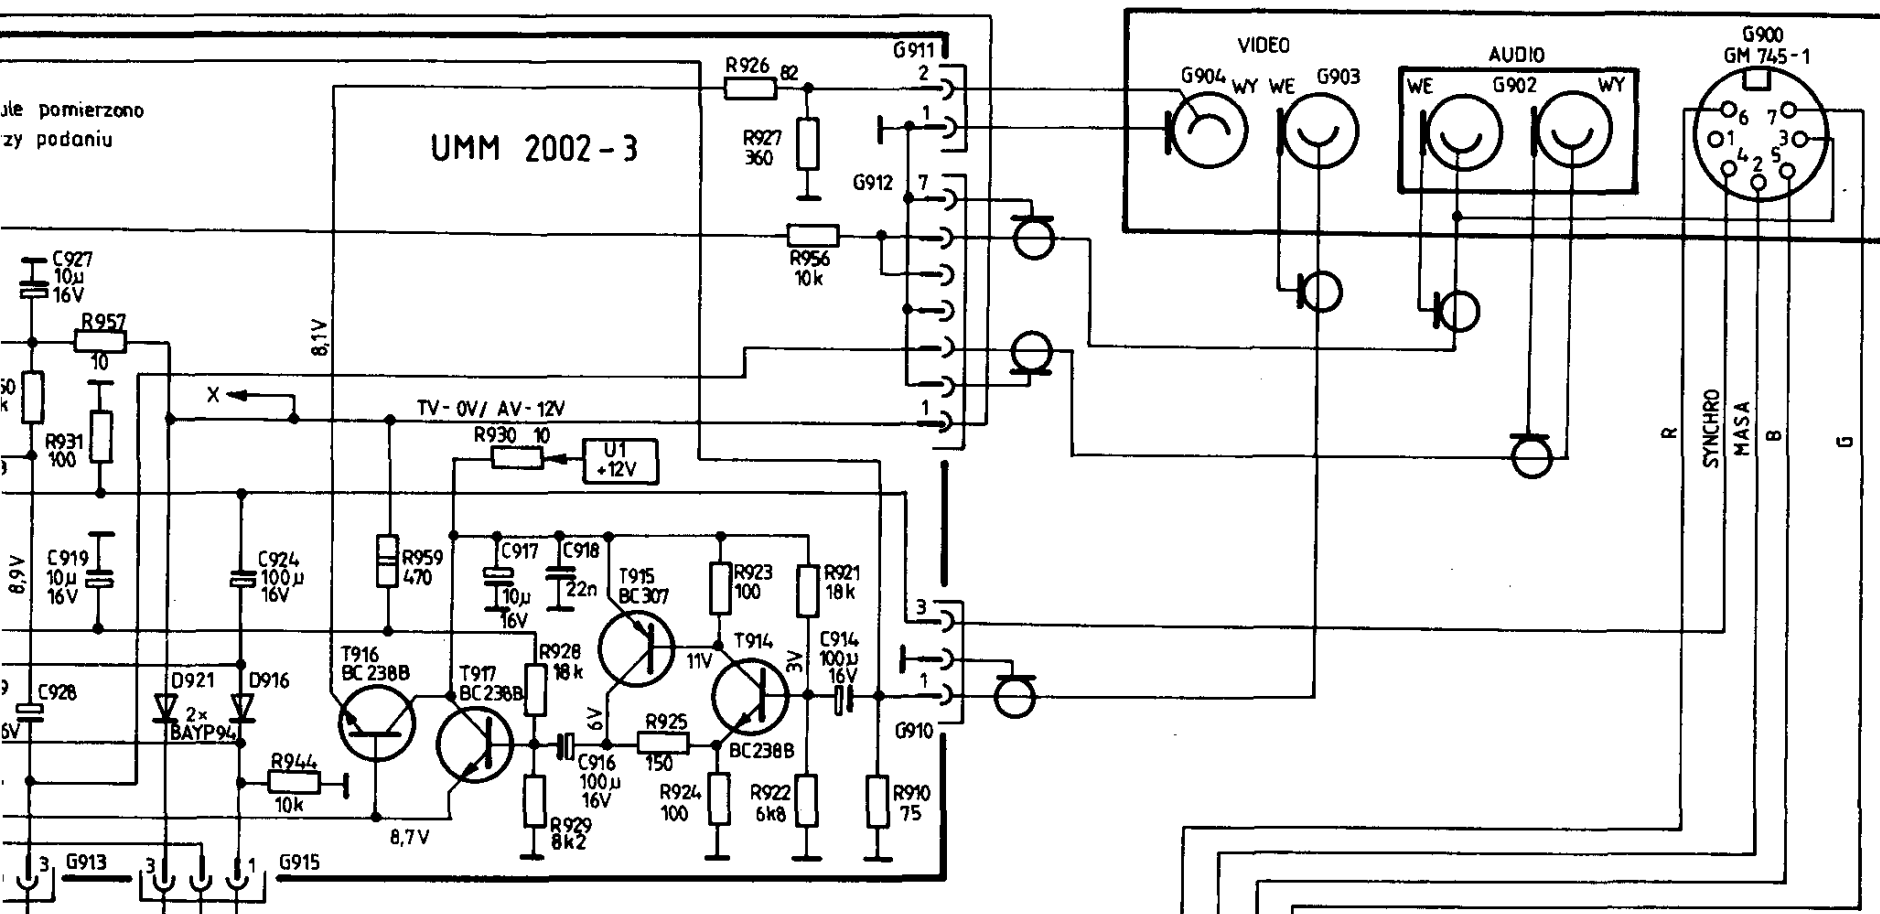 ule pomierzono
zy podaniu
UMM 2002-3
R926 82
R927
360
G911
2
1
G912
7
R956
10k
1
VIDEO
G904 WY WE G903
AUDIO
WE G902 WY
G900
GM 745-1
6 7
1 3
4 2 5
C927
10µ
16V
R957
10
8,1V
X
TV-0V/ AV-12V
R931
100
R930 10
U1
+12V
8,9V
C919
10µ
16V
C924
100µ
16V
R959
470
C917
10µ
16V
C918
22n
T915
BC307
R923
100
R921
18k
3
1
G910
T916
BC238B
T917
BC238B
R928
18k
11V
T914
BC238B
3V
C914
100µ
16V
C928
6V
D921
D916
2×
BAYP94
6V
R925
150
C916
100µ
16V
R944
10k
R929
8k2
R924
100
R922
6k8
R910
75
8,7V
3
G913
3
1
G915
R
SYNCHRO
MASA
B
G